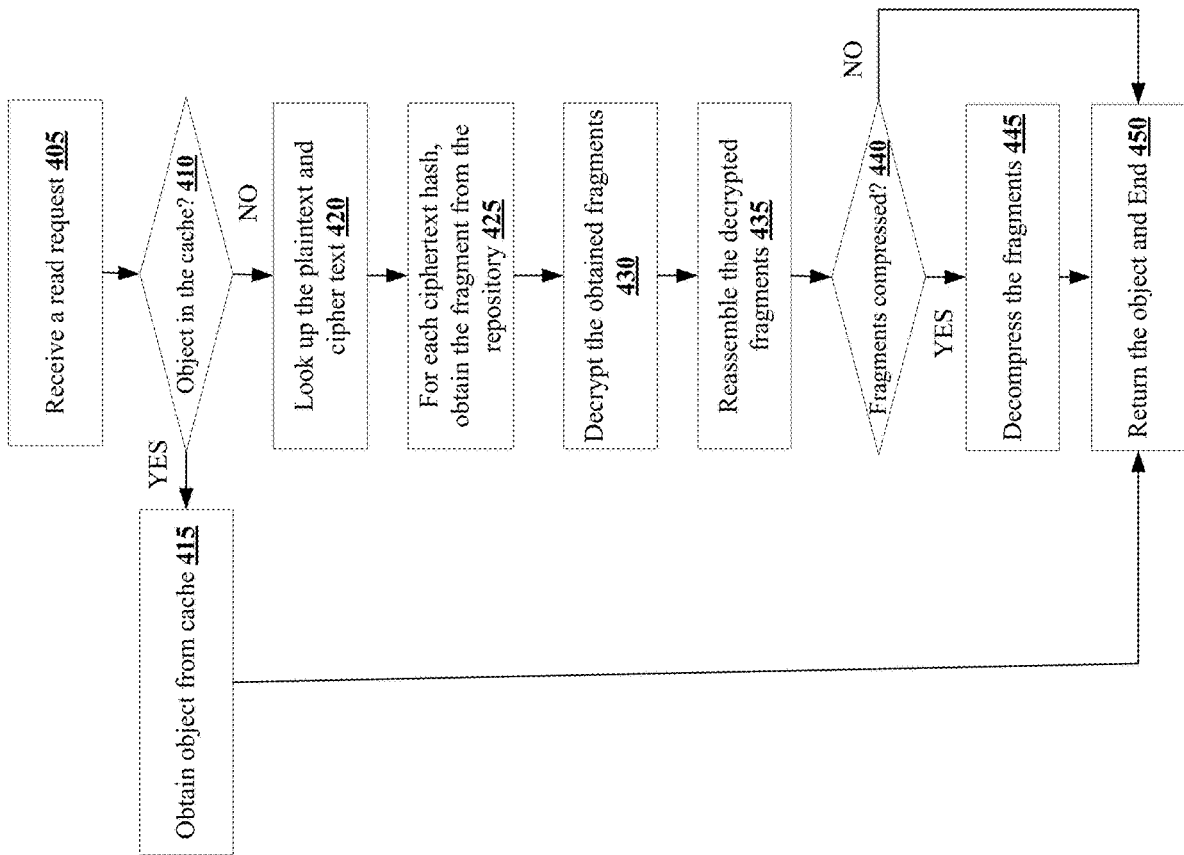 Receive a read request 405
Object in the cache? 410
YES
NO
Obtain object from cache 415
Look up the plaintext and
cipher text 420
For each ciphertext hash,
obtain the fragment from the
repository 425
Decrypt the obtained fragments
430
Reassemble the decrypted
fragments 435
Fragments compressed? 440
NO
YES
Decompress the fragments 445
Return the object and End 450